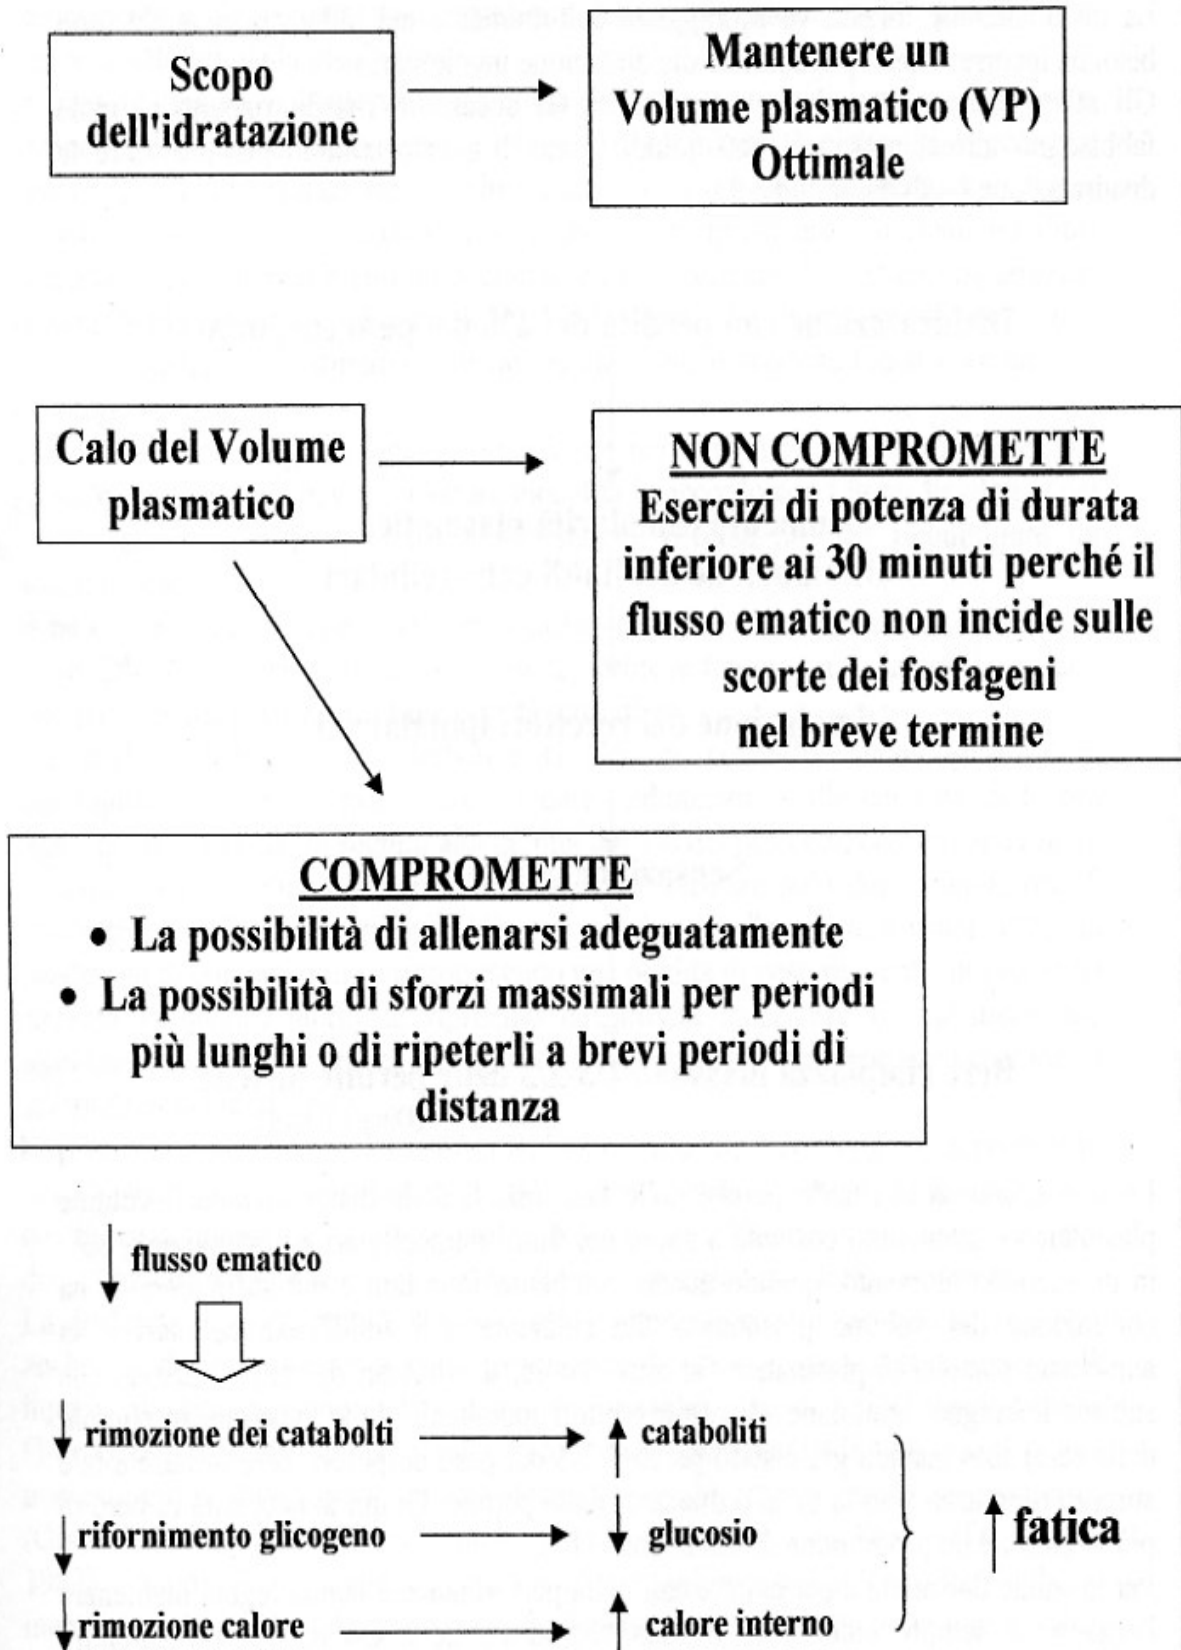 Scopo
dell'idratazione
Mantenere un
Volume plasmatico (VP)
Ottimale
Calo del Volume
plasmatico
NON COMPROMETTE
Esercizi di potenza di durata
inferiore ai 30 minuti perché il
flusso ematico non incide sulle
scorte dei fosfageni
nel breve termine
COMPROMETTE
• La possibilità di allenarsi adeguatamente
• La possibilità di sforzi massimali per periodi
più lunghi o di ripeterli a brevi periodi di
distanza
↓ flusso ematico
↓ rimozione dei catabolti → ↑ cataboliti
↓ rifornimento glicogeno → ↓ glucosio
↑ fatica
↓ rimozione calore → ↑ calore interno